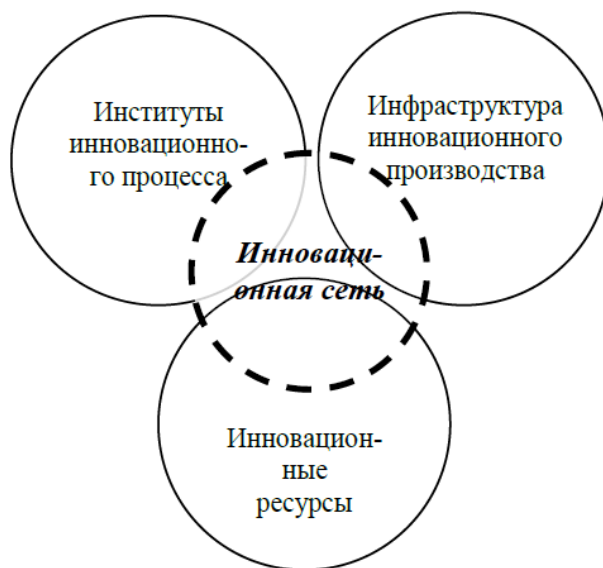 Институты
инновационно-
го процесса
Инфраструктура
инновационного
производства
Инноваци-
онная сеть
Инновацион-
ные
ресурсы